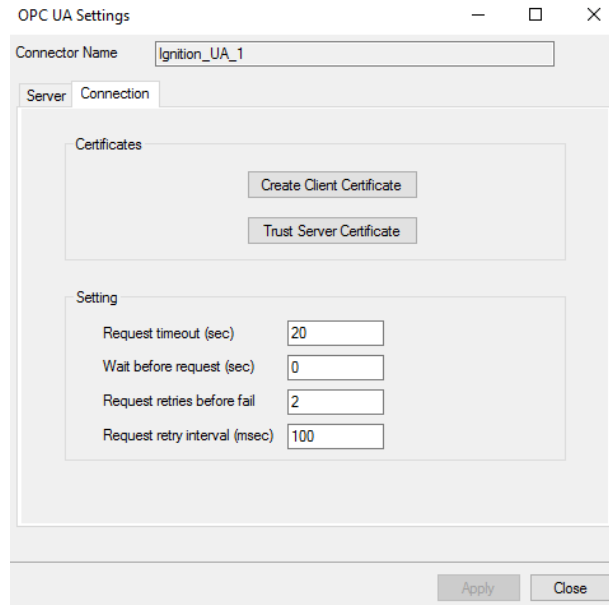 OPC UA Settings
Connector Name Ignition_UA_1
Server Connection
Certificates
Create Client Certificate
Trust Server Certificate
Setting
Request timeout (sec) 20
Wait before request (sec) 0
Request retries before fail 2
Request retry interval (msec) 100
Apply Close